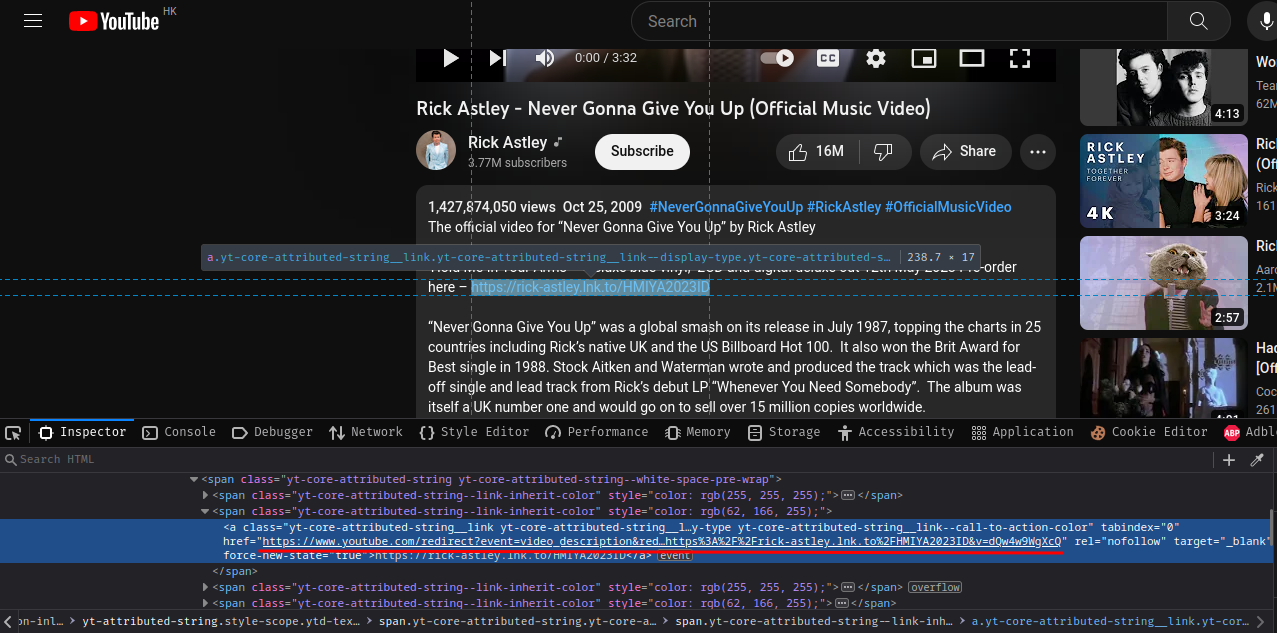 YouTube HK
Search
0:00 / 3:32
CC
Rick Astley - Never Gonna Give You Up (Official Music Video)
Rick Astley
3.77M subscribers
Subscribe
16M
Share
1,427,874,050 views Oct 25, 2009 #NeverGonnaGiveYouUp #RickAstley #OfficialMusicVideo
The official video for “Never Gonna Give You Up” by Rick Astley
a.yt-core-attributed-string__link.yt-core-attributed-string__link--display-type.yt-core-attributed-s… 238.7 × 17
here – https://rick-astley.lnk.to/HMIYA2023ID
“Never Gonna Give You Up” was a global smash on its release in July 1987, topping the charts in 25
countries including Rick’s native UK and the US Billboard Hot 100. It also won the Brit Award for
Best single in 1988. Stock Aitken and Waterman wrote and produced the track which was the lead-
off single and lead track from Rick’s debut LP “Whenever You Need Somebody”. The album was
itself a UK number one and would go on to sell over 15 million copies worldwide.
4:13
Wo
Team
62M
RICK
ASTLEY
TOGETHER
FOREVER
4K
3:24
Rick
(Of
Rick
161
2:57
Ric
Aar
2.1M
Had
[Of
Coc
Inspector Console Debugger Network Style Editor Performance Memory Storage Accessibility Application Cookie Editor ABP Adbl
Search HTML
<span class="yt-core-attributed-string yt-core-attributed-string--white-space-pre-wrap">
<span class="yt-core-attributed-string--link-inherit-color" style="color: rgb(255, 255, 255);">…</span>
<span class="yt-core-attributed-string--link-inherit-color" style="color: rgb(62, 166, 255);">
<a class="yt-core-attributed-string__link yt-core-attributed-string__l…y-type yt-core-attributed-string__link--call-to-action-color" tabindex="0"
href="https://www.youtube.com/redirect?event=video_description&red…https%3A%2F%2Frick-astley.lnk.to%2FHMIYA2023ID&v=dQw4w9WgXcQ" rel="nofollow" target="_blank"
force-new-state="true">https://rick-astley.lnk.to/HMIYA2023ID</a> event
</span>
<span class="yt-core-attributed-string--link-inherit-color" style="color: rgb(255, 255, 255);">…</span> overflow
<span class="yt-core-attributed-string--link-inherit-color" style="color: rgb(62, 166, 255);">…</span>
on-inl… > yt-attributed-string.style-scope.ytd-tex… > span.yt-core-attributed-string.yt-core-a… > span.yt-core-attributed-string--link-inh… > a.yt-core-attributed-string__link.yt-cor…